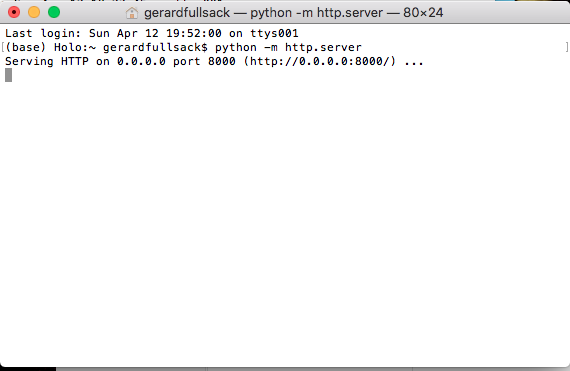 gerardfullsack — python -m http.server — 80×24
Last login: Sun Apr 12 19:52:00 on ttys001
[(base) Holo:~ gerardfullsack$ python -m http.server ]
Serving HTTP on 0.0.0.0 port 8000 (http://0.0.0.0:8000/) ...